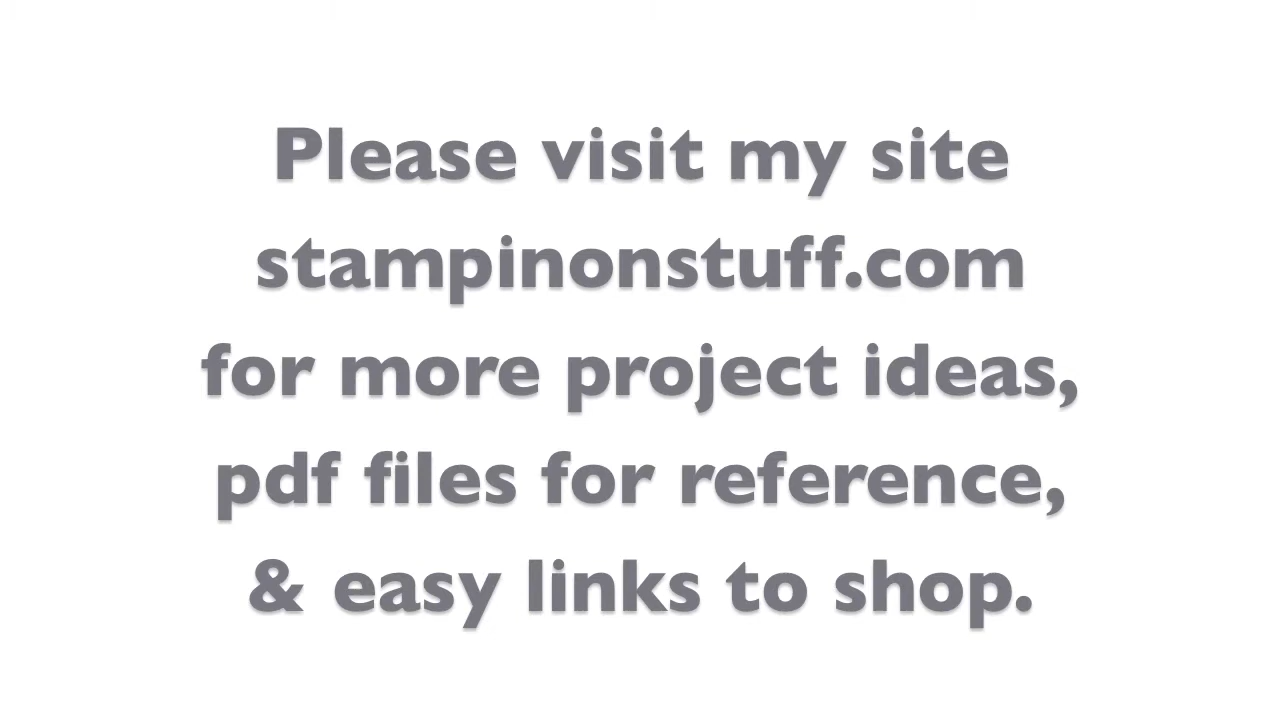 Please visit my site
stampinonstuff.com
for more project ideas,
pdf files for reference,
& easy links to shop.